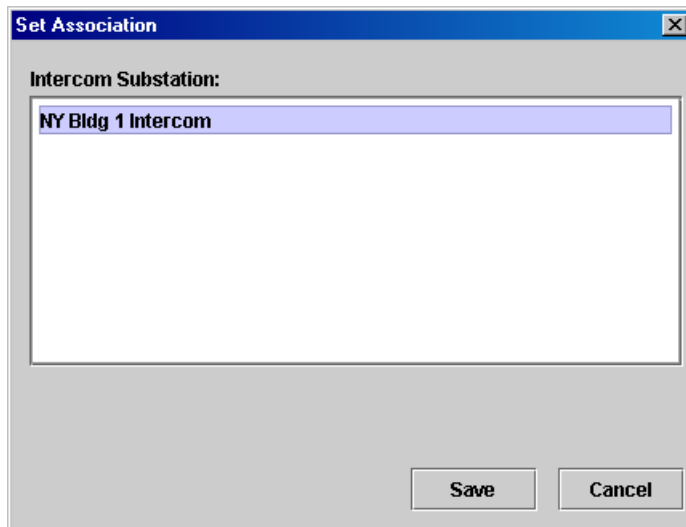 Set Association
Intercom Substation:
NY Bldg 1 Intercom
Save
Cancel